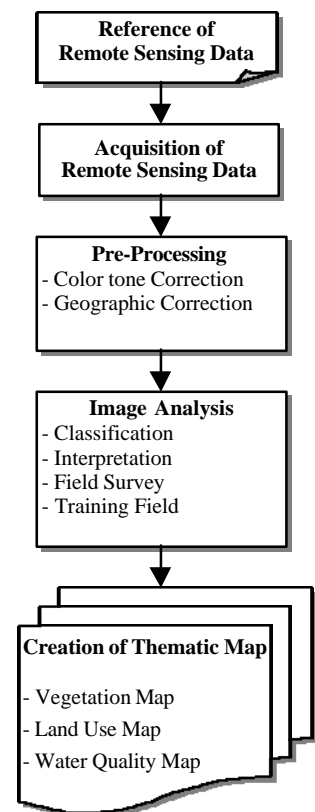 Reference of
Remote Sensing Data
Acquisition of
Remote Sensing Data
Pre-Processing
- Color tone Correction
- Geographic Correction
Image Analysis
- Classification
- Interpretation
- Field Survey
- Training Field
Creation of Thematic Map
- Vegetation Map
- Land Use Map
- Water Quality Map